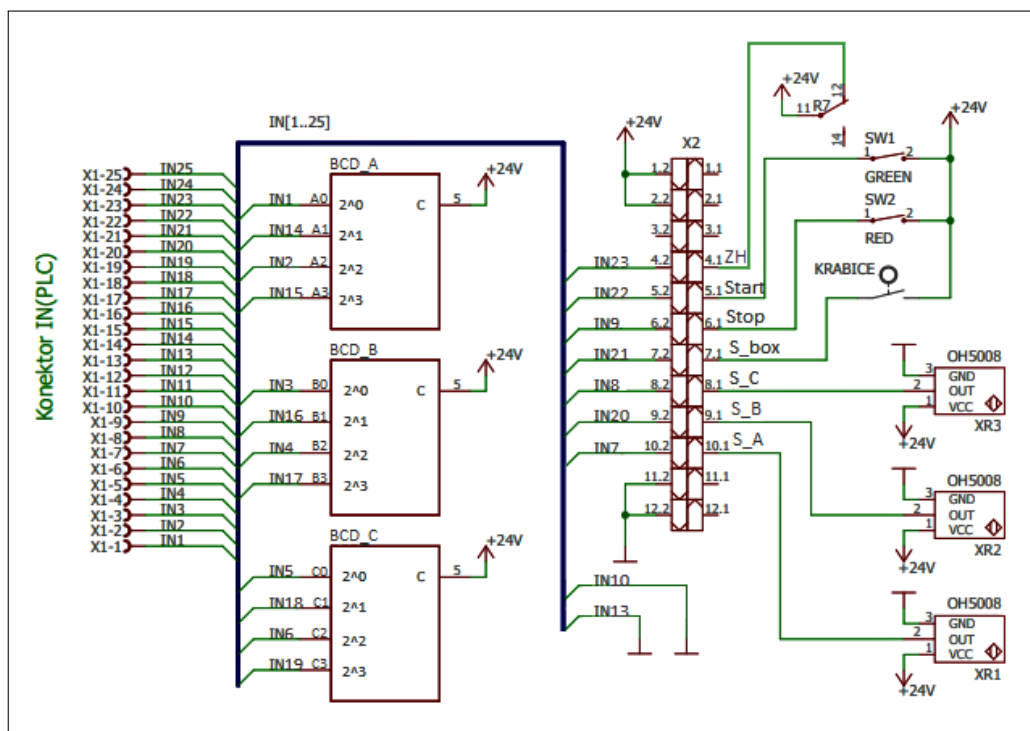 Konektor IN(PLC)
X1-25 IN25
X1-24 IN24
X1-23 IN23
X1-22 IN22
X1-21 IN21
X1-20 IN20
X1-19 IN19
X1-18 IN18
X1-17 IN17
X1-16 IN16
X1-15 IN15
X1-14 IN14
X1-13 IN13
X1-12 IN12
X1-11 IN11
X1-10 IN10
X1-9 IN9
X1-8 IN8
X1-7 IN7
X1-6 IN6
X1-5 IN5
X1-4 IN4
X1-3 IN3
X1-2 IN2
X1-1 IN1
IN[1..25]
BCD_A
+24V
IN1 A0 2^0 C 5
IN14 A1 2^1
IN2 A2 2^2
IN15 A3 2^3
BCD_B
+24V
IN3 B0 2^0 C 5
IN16 B1 2^1
IN4 B2 2^2
IN17 B3 2^3
BCD_C
+24V
IN5 C0 2^0 C 5
IN18 C1 2^1
IN6 C2 2^2
IN19 C3 2^3
+24V
X2
1.2 1.1
2.2 2.1
3.2 3.1
IN23 4.2 4.1 ZH
IN22 5.2 5.1 Start
IN9 6.2 6.1 Stop
IN21 7.2 7.1 S_box
IN8 8.2 8.1 S_C
IN20 9.2 9.1 S_B
IN7 10.2 10.1 S_A
11.2 11.1
12.2 12.1
IN10
IN13
+24V
12
11 R7
14
+24V
SW1
1 2
GREEN
SW2
1 2
RED
KRABICE
OH5008
3 GND
2 OUT
1 VCC
+24V
XR3
OH5008
3 GND
2 OUT
1 VCC
+24V
XR2
OH5008
3 GND
2 OUT
1 VCC
+24V
XR1